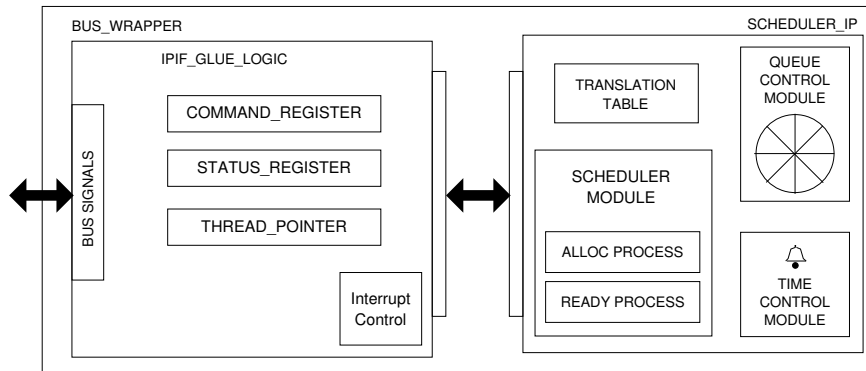 BUS_WRAPPER
IPIF_GLUE_LOGIC
COMMAND_REGISTER
STATUS_REGISTER
THREAD_POINTER
BUS SIGNALS
Interrupt
Control
SCHEDULER_IP
TRANSLATION
TABLE
QUEUE
CONTROL
MODULE
SCHEDULER
MODULE
ALLOC PROCESS
READY PROCESS
TIME
CONTROL
MODULE